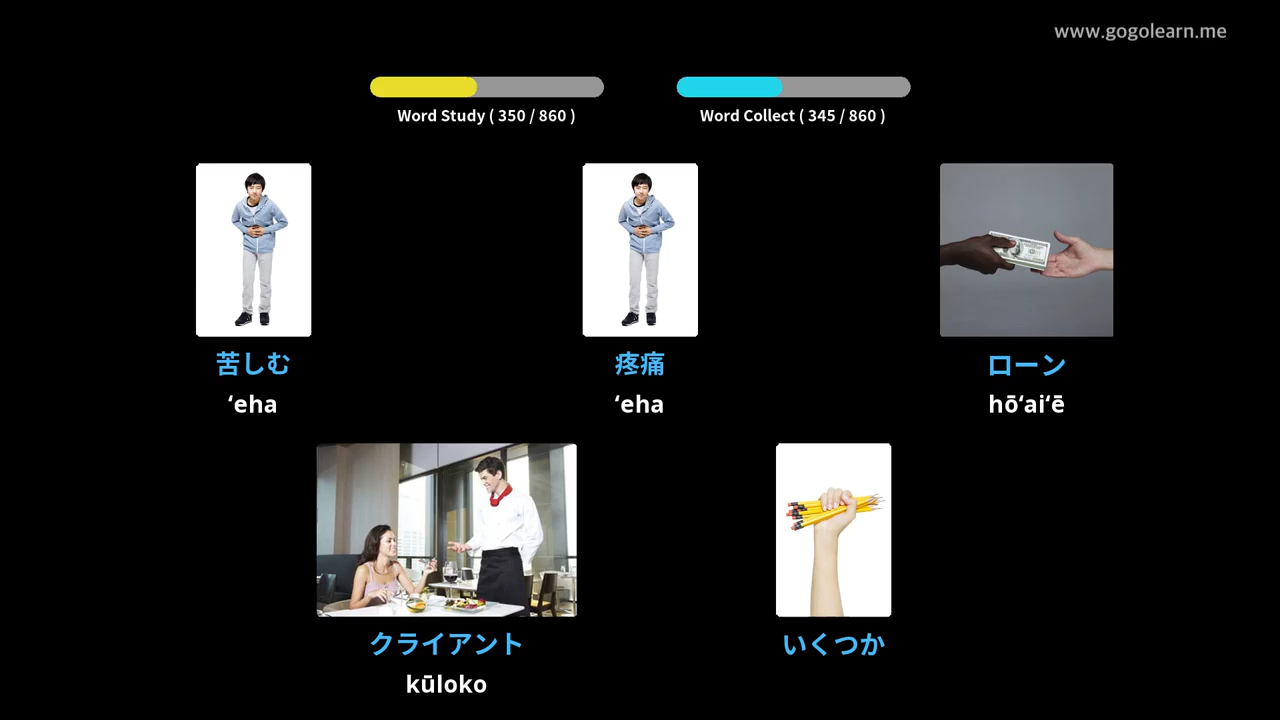 www.gogolearn.me
Word Study ( 350 / 860 )
Word Collect ( 345 / 860 )
苦しむ
ʻeha
疼痛
ʻeha
ローン
hōʻaiʻē
クライアント
kūloko
いくつか